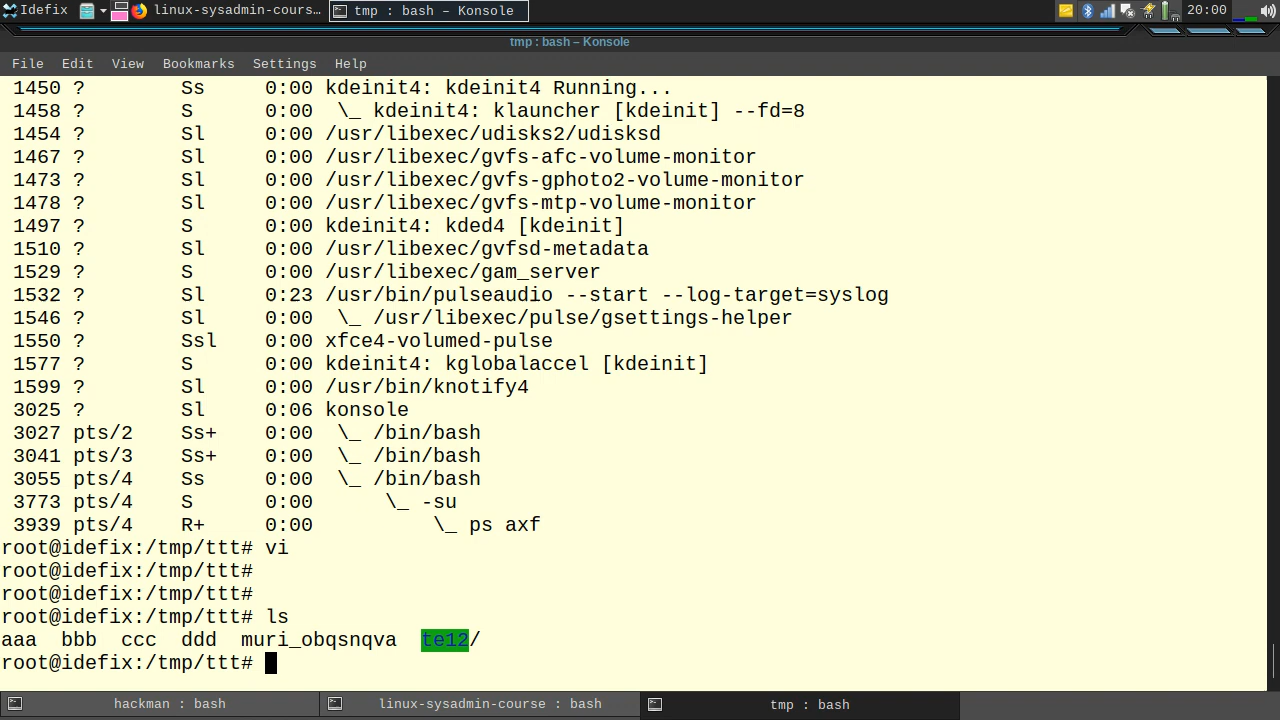 Idefix linux-sysadmin-cours… tmp : bash – Konsole 20:00
tmp : bash – Konsole
File Edit View Bookmarks Settings Help
1450 ? Ss 0:00 kdeinit4: kdeinit4 Running...
1458 ? S 0:00 \_ kdeinit4: klauncher [kdeinit] --fd=8
1454 ? Sl 0:00 /usr/libexec/udisks2/udisksd
1467 ? Sl 0:00 /usr/libexec/gvfs-afc-volume-monitor
1473 ? Sl 0:00 /usr/libexec/gvfs-gphoto2-volume-monitor
1478 ? Sl 0:00 /usr/libexec/gvfs-mtp-volume-monitor
1497 ? S 0:00 kdeinit4: kded4 [kdeinit]
1510 ? Sl 0:00 /usr/libexec/gvfsd-metadata
1529 ? S 0:00 /usr/libexec/gam_server
1532 ? Sl 0:23 /usr/bin/pulseaudio --start --log-target=syslog
1546 ? Sl 0:00 \_ /usr/libexec/pulse/gsettings-helper
1550 ? Ssl 0:00 xfce4-volumed-pulse
1577 ? S 0:00 kdeinit4: kglobalaccel [kdeinit]
1599 ? Sl 0:00 /usr/bin/knotify4
3025 ? Sl 0:06 konsole
3027 pts/2 Ss+ 0:00 \_ /bin/bash
3041 pts/3 Ss+ 0:00 \_ /bin/bash
3055 pts/4 Ss 0:00 \_ /bin/bash
3773 pts/4 S 0:00 \_ -su
3939 pts/4 R+ 0:00 \_ ps axf
root@idefix:/tmp/ttt# vi
root@idefix:/tmp/ttt#
root@idefix:/tmp/ttt#
root@idefix:/tmp/ttt# ls
aaa bbb ccc ddd muri_obqsnqva te12/
root@idefix:/tmp/ttt#
hackman : bash linux-sysadmin-course : bash tmp : bash